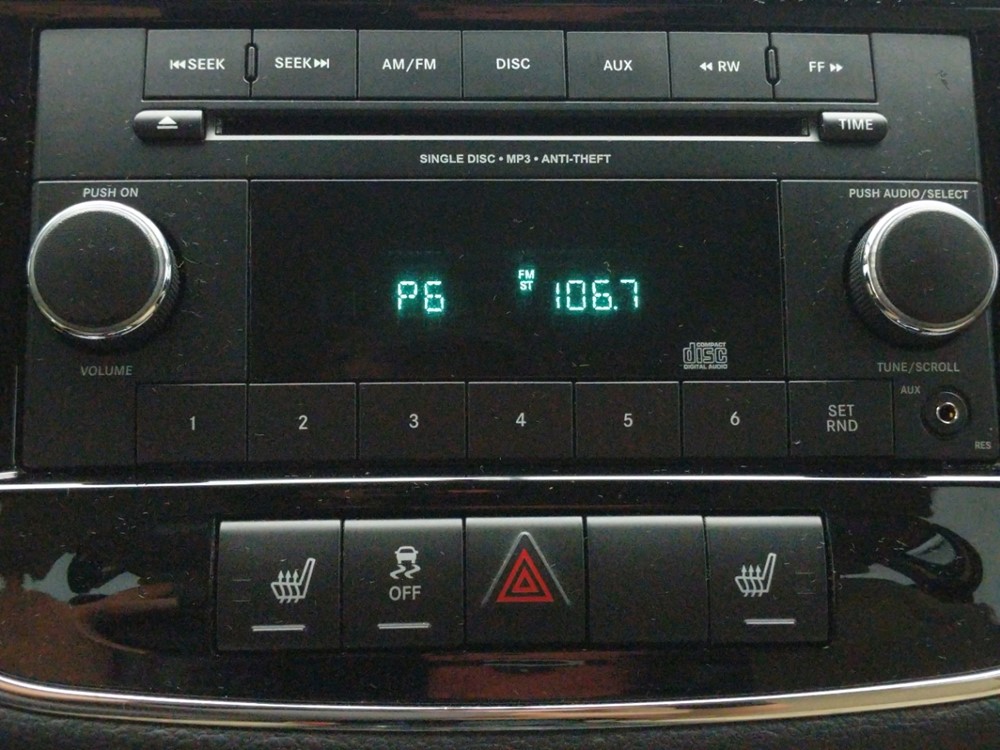 SEEK SEEK AM/FM DISC AUX RW FF
TIME
SINGLE DISC • MP3 • ANTI-THEFT
PUSH ON
PUSH AUDIO/SELECT
P6 FM ST 106.7
COMPACT
disc
DIGITAL AUDIO
VOLUME
TUNE/SCROLL
1 2 3 4 5 6 SET RND
AUX
RES
OFF